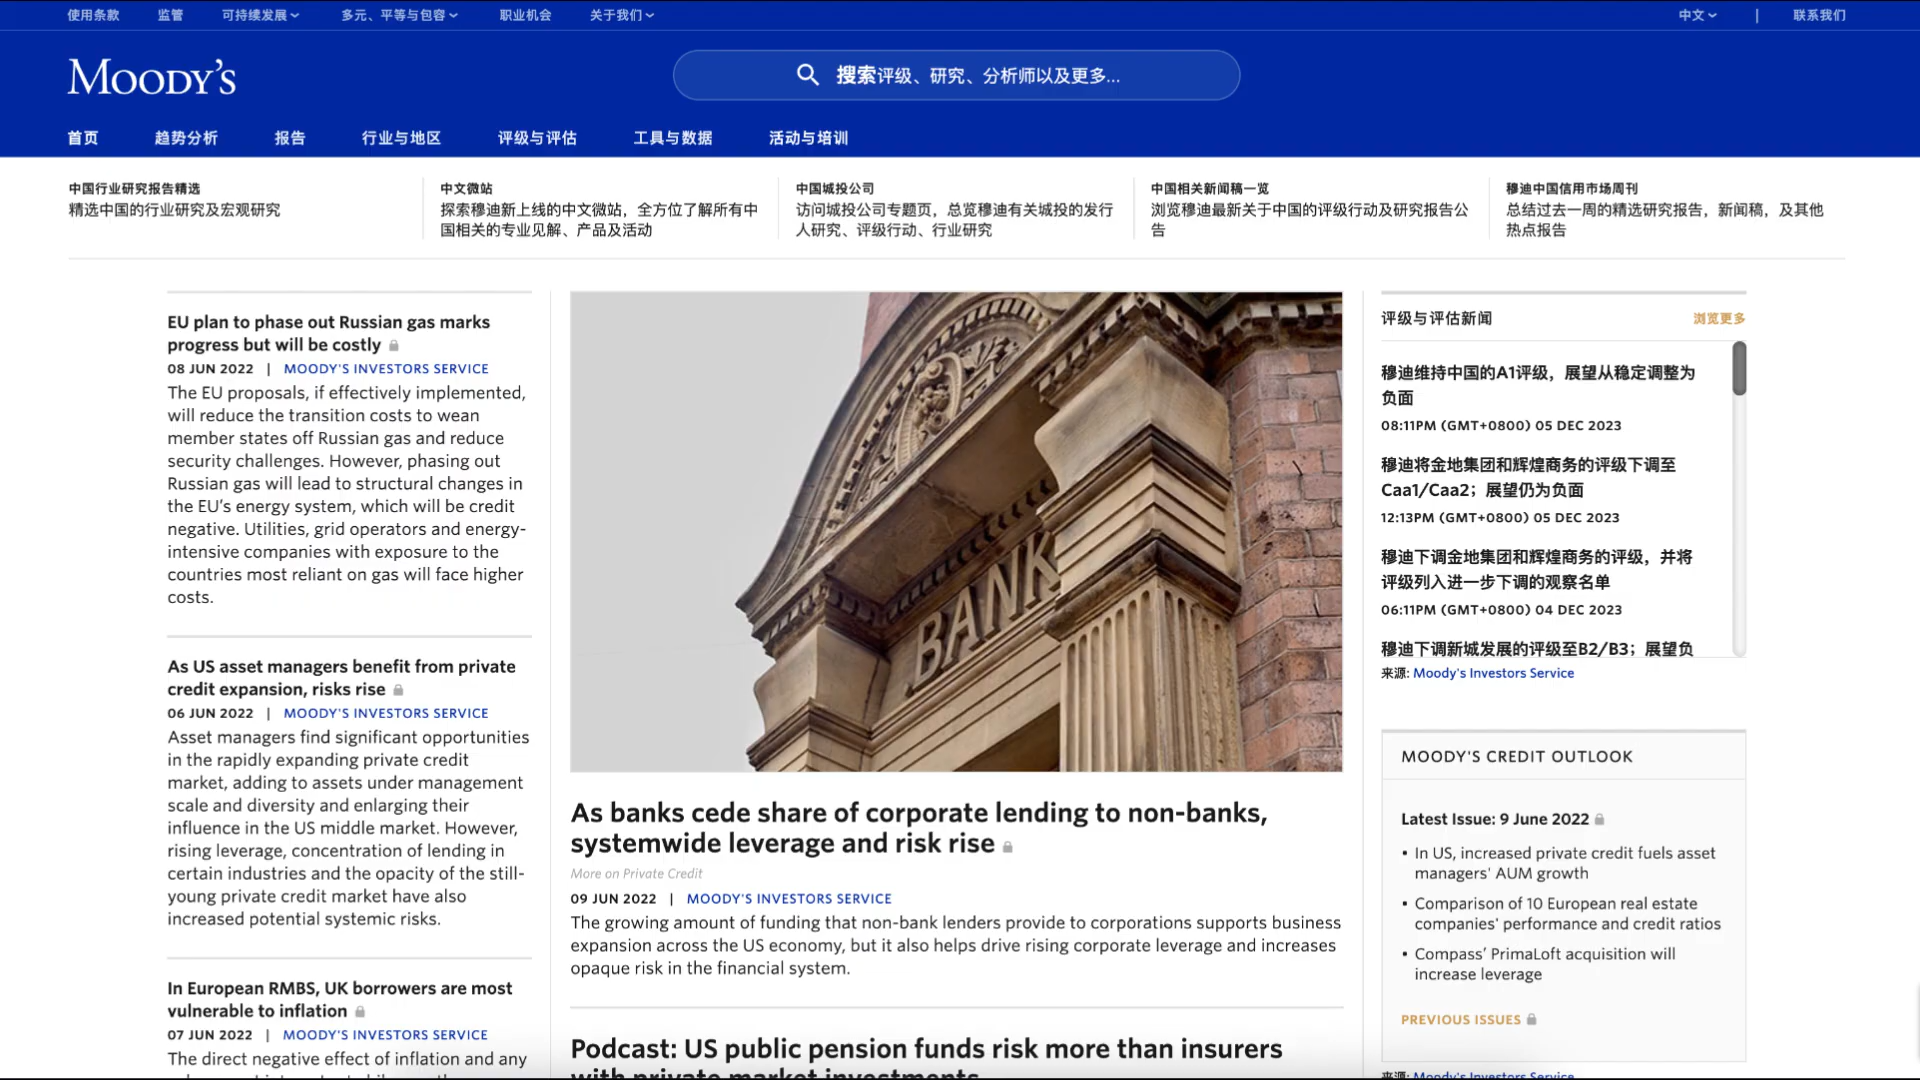 使用条款
监管
可持续发展
多元、平等与包容
职业机会
关于我们
中文
|
联系我们
MOODY'S
搜索评级、研究、分析师以及更多...
首页
趋势分析
报告
行业与地区
评级与评估
工具与数据
活动与培训
中国行业研究报告精选
精选中国的行业研究及宏观研究
中文微站
探索穆迪新上线的中文微站，全方位了解所有中
国相关的专业见解、产品及活动
中国城投公司
访问城投公司专题页，总览穆迪有关城投的发行
人研究、评级行动、行业研究
中国相关新闻稿一览
浏览穆迪最新关于中国的评级行动及研究报告公
告
穆迪中国信用市场周刊
总结过去一周的精选研究报告，新闻稿，及其他
热点报告
EU plan to phase out Russian gas marks
progress but will be costly
08 JUN 2022 | MOODY'S INVESTORS SERVICE
The EU proposals, if effectively implemented,
will reduce the transition costs to wean
member states off Russian gas and reduce
security challenges. However, phasing out
Russian gas will lead to structural changes in
the EU’s energy system, which will be credit
negative. Utilities, grid operators and energy-
intensive companies with exposure to the
countries most reliant on gas will face higher
costs.
As US asset managers benefit from private
credit expansion, risks rise
06 JUN 2022 | MOODY'S INVESTORS SERVICE
Asset managers find significant opportunities
in the rapidly expanding private credit
market, adding to assets under management
scale and diversity and enlarging their
influence in the US middle market. However,
rising leverage, concentration of lending in
certain industries and the opacity of the still-
young private credit market have also
increased potential systemic risks.
In European RMBS, UK borrowers are most
vulnerable to inflation
07 JUN 2022 | MOODY'S INVESTORS SERVICE
The direct negative effect of inflation and any
BANK
As banks cede share of corporate lending to non-banks,
systemwide leverage and risk rise
More on Private Credit
09 JUN 2022 | MOODY'S INVESTORS SERVICE
The growing amount of funding that non-bank lenders provide to corporations supports business
expansion across the US economy, but it also helps drive rising corporate leverage and increases
opaque risk in the financial system.
Podcast: US public pension funds risk more than insurers
with private market investments
评级与评估新闻
浏览更多
穆迪维持中国的A1评级，展望从稳定调整为
负面
08:11PM (GMT+0800) 05 DEC 2023
穆迪将金地集团和辉煌商务的评级下调至
Caa1/Caa2；展望仍为负面
12:13PM (GMT+0800) 05 DEC 2023
穆迪下调金地集团和辉煌商务的评级，并将
评级列入进一步下调的观察名单
06:11PM (GMT+0800) 04 DEC 2023
穆迪下调新城发展的评级至B2/B3；展望负
来源: Moody's Investors Service
MOODY'S CREDIT OUTLOOK
Latest Issue: 9 June 2022
• In US, increased private credit fuels asset
managers' AUM growth
• Comparison of 10 European real estate
companies' performance and credit ratios
• Compass’ PrimaLoft acquisition will
increase leverage
PREVIOUS ISSUES
来源: Moody's Investors Service